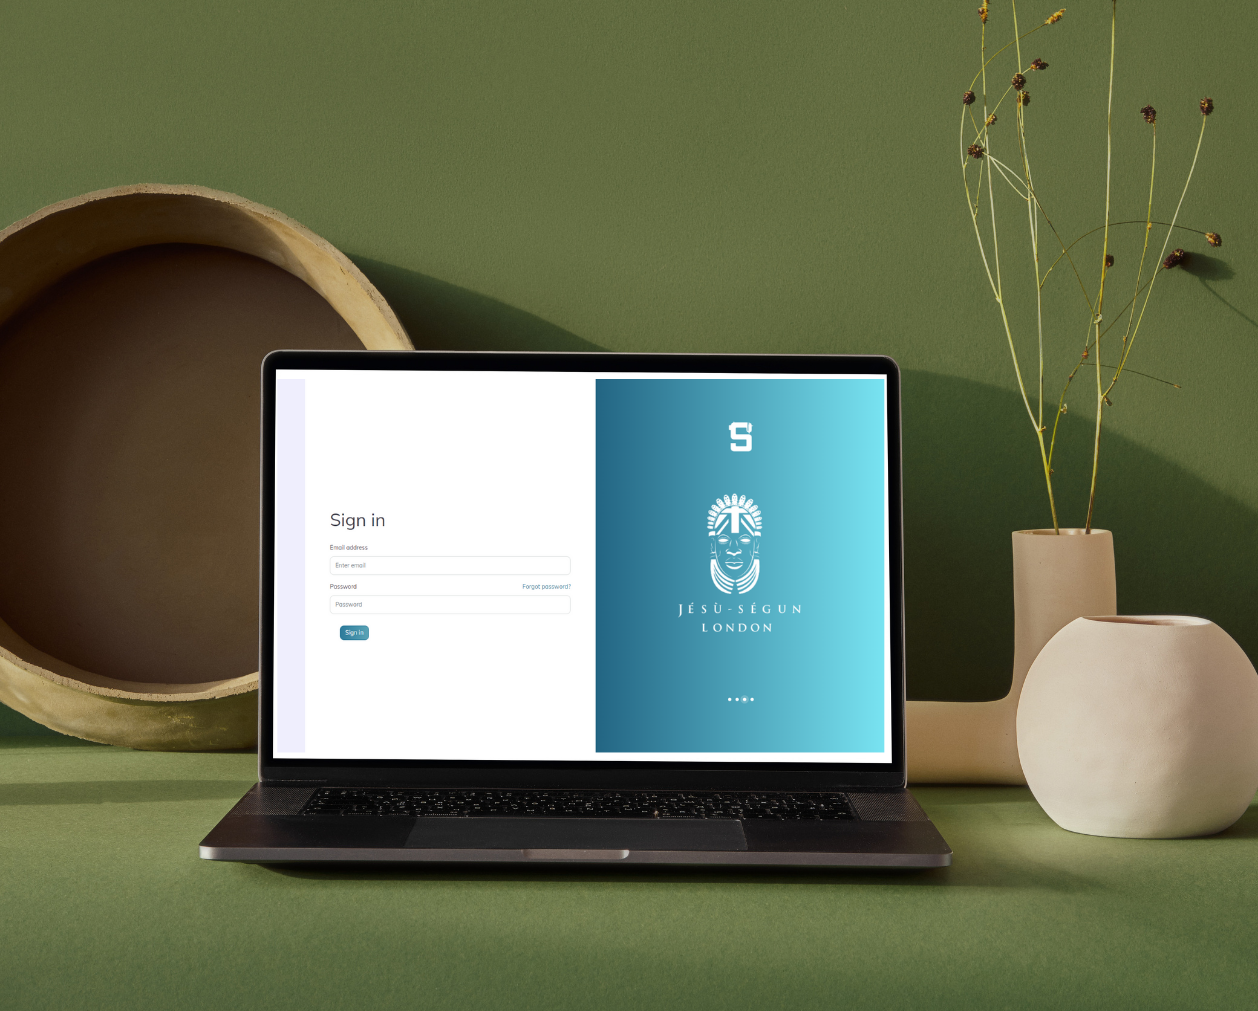 Sign in
Email address
Enter email
Password
Forgot password?
Password
Sign in
S
JÉSÙ-SÉGUN
LONDON